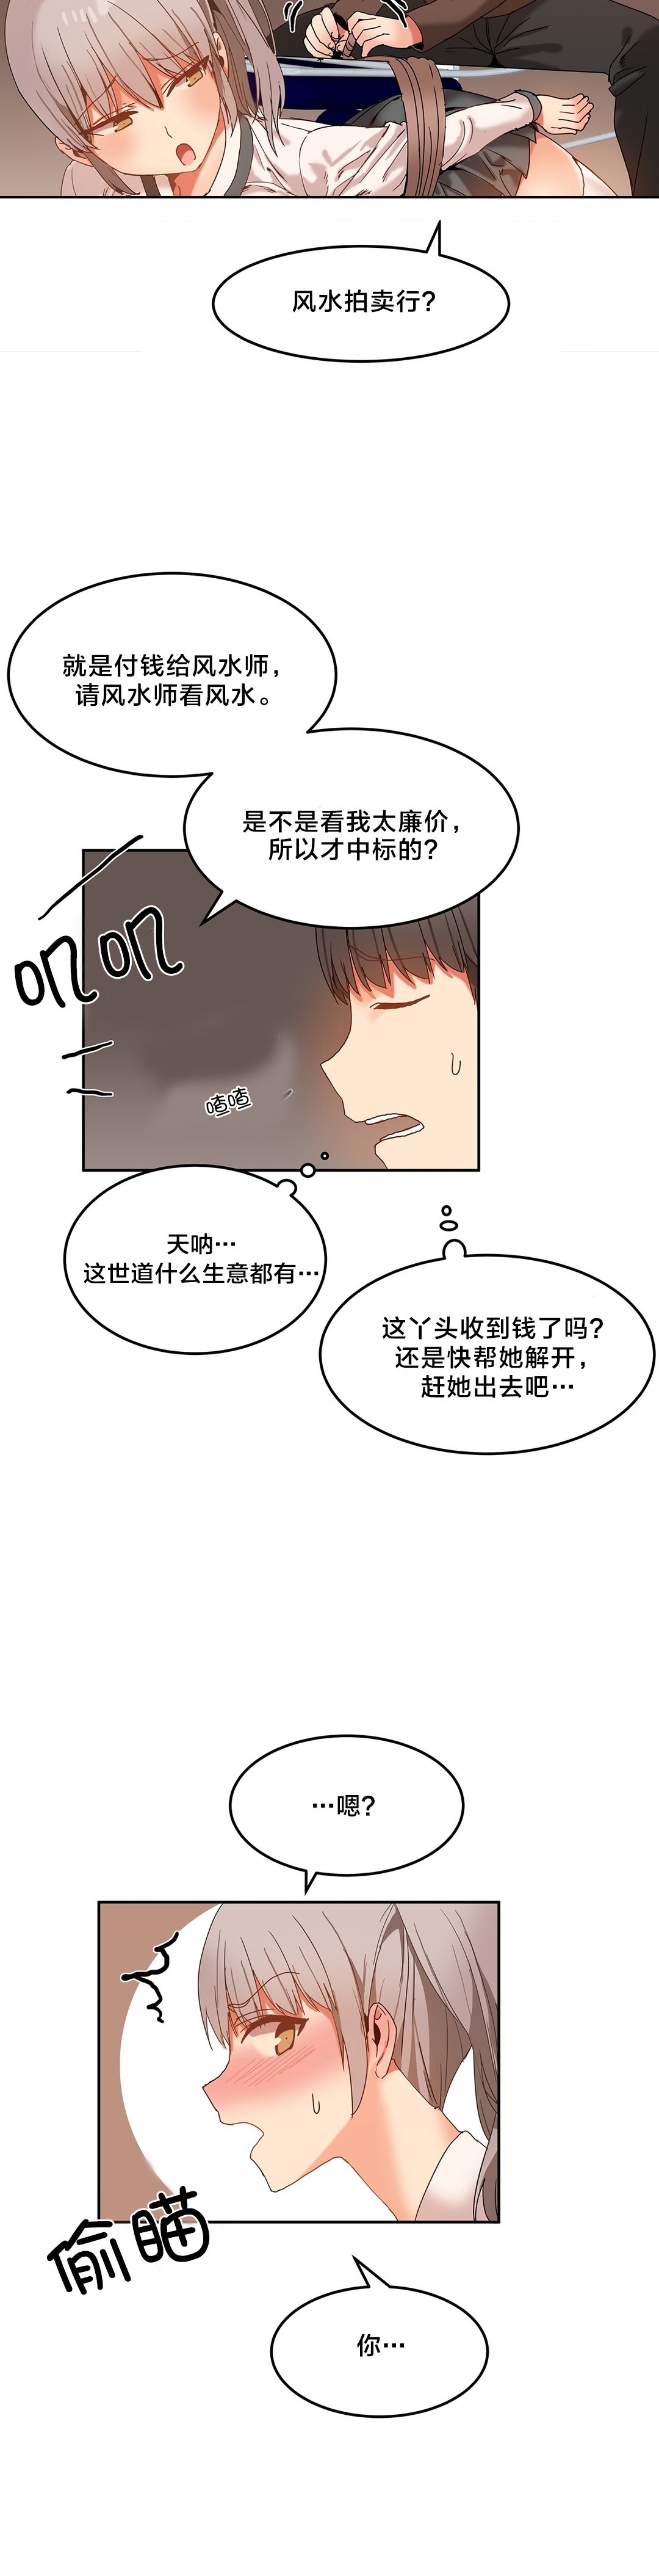 风水拍卖行？
就是付钱给风水师，
请风水师看风水。
是不是看我太廉价，
所以才中标的？
叽叽
喳喳
天呐…
这世道什么生意都有…
这丫头收到钱了吗？
还是快帮她解开，
赶她出去吧…
…嗯？
偷瞄
你…